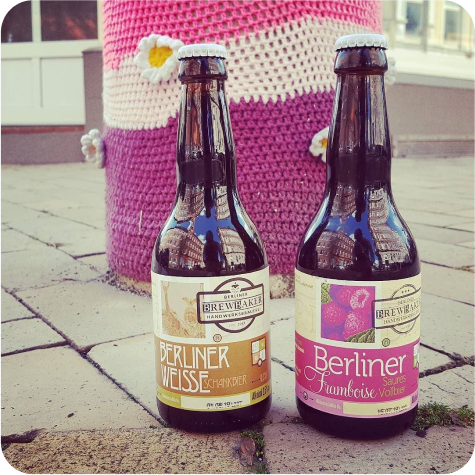 BERLINER
BREWBAKER
HANDWERKSBRAUEREI
BERLINER
WEISSE SCHANKBIER
BERLINER
BREWBAKER
HANDWERKSBRAUEREI
Berliner
Framboise Saures
Vollbier